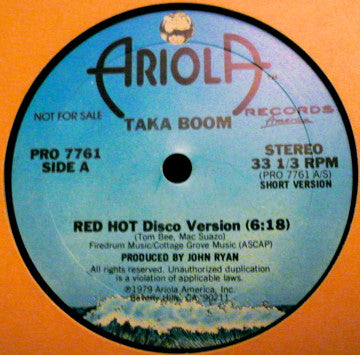 ARIOLA
TM
RECORDS
America
NOT FOR SALE
TAKA BOOM
PRO 7761
SIDE A
STEREO
33 1/3 RPM
(PRO 7761 A/S)
SHORT VERSION
RED HOT Disco Version (6:18)
(Tom Bee, Mac Suazo)
Firedrum Music/Cottage Grove Music (ASCAP)
PRODUCED BY JOHN RYAN
All rights reserved. Unauthorized duplication
is a violation of applicable laws.
℗1979 Ariola America, Inc.
Beverly Hills, CA. 90211